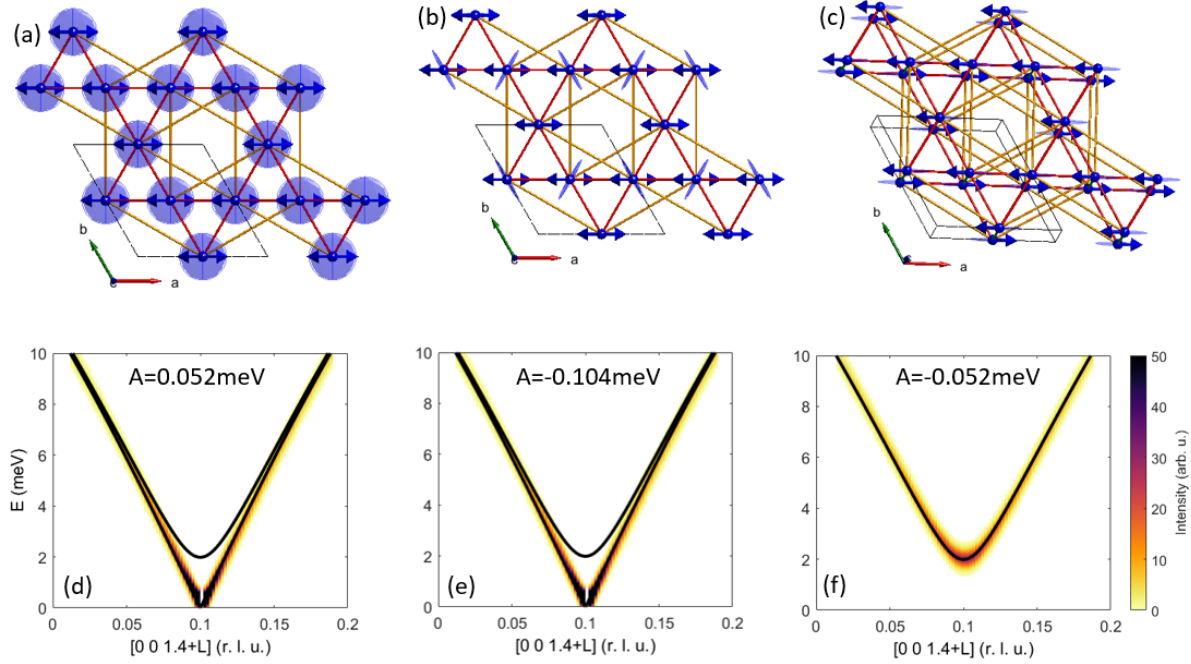 (a)
(b)
(c)
b
c
a
b
c
a
b
c
a
10
8
6
4
2
0
E (meV)
A=0.052meV
(d)
0
0.05
0.1
0.15
0.2
[0 0 1.4+L] (r. l. u.)
10
8
6
4
2
0
A=-0.104meV
(e)
0
0.05
0.1
0.15
0.2
[0 0 1.4+L] (r. l. u.)
10
8
6
4
2
0
A=-0.052meV
(f)
0
0.05
0.1
0.15
0.2
[0 0 1.4+L] (r. l. u.)
50
40
30
20
10
0
Intensity (arb. u.)